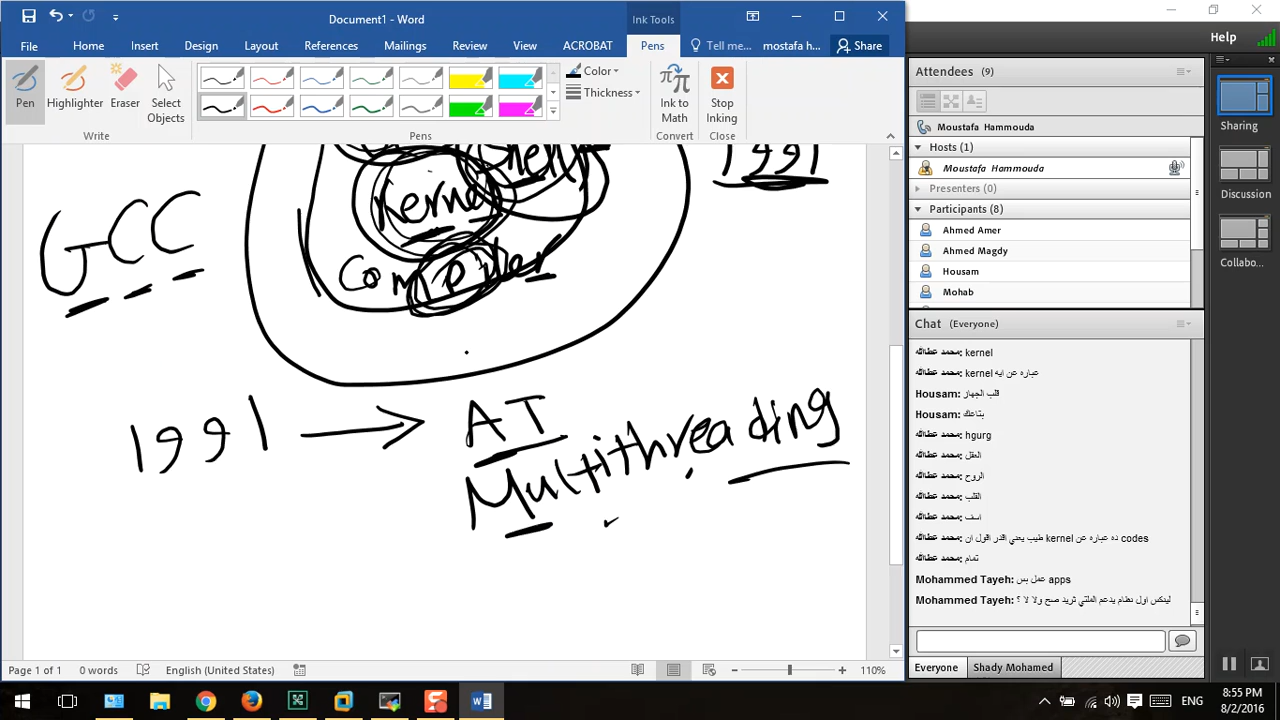 Document1 - Word
Ink Tools
File
Home
Insert
Design
Layout
References
Mailings
Review
View
ACROBAT
Pens
Tell me...
mostafa h...
Share
Pen
Highlighter
Eraser
Select
Objects
Color
Thickness
Ink to
Math
Stop
Inking
Write
Pens
Convert
Close
Shell
1991
Kernel
GCC
Compiler
1991
AT
Multithreading
Page 1 of 1
0 words
English (United States)
110%
Help
Attendees (9)
Moustafa Hammouda
Hosts (1)
Moustafa Hammouda
Presenters (0)
Participants (8)
Ahmed Amer
Ahmed Magdy
Housam
Mohab
Chat (Everyone)
محمد عطاالله: kernel
محمد عطاالله: kernel عباره عن ايه
Housam: قلب الجهاز
Housam: بتاعك
Housam: hgurg
محمد عطاالله: العقل
محمد عطاالله: الروح
محمد عطاالله: القلب
محمد عطاالله: اسف
محمد عطاالله: طيب يعني اقدر اقول ان kernel ده عباره عن codes
محمد عطاالله: تمام
Mohammed Tayeh: عمل بس apps
Mohammed Tayeh: لينكس اول نظام يدعم الملتي ثريد صح ولا لا ؟
Everyone
Shady Mohamed
Sharing
Discussion
Collabo...
ENG
8:55 PM
8/2/2016